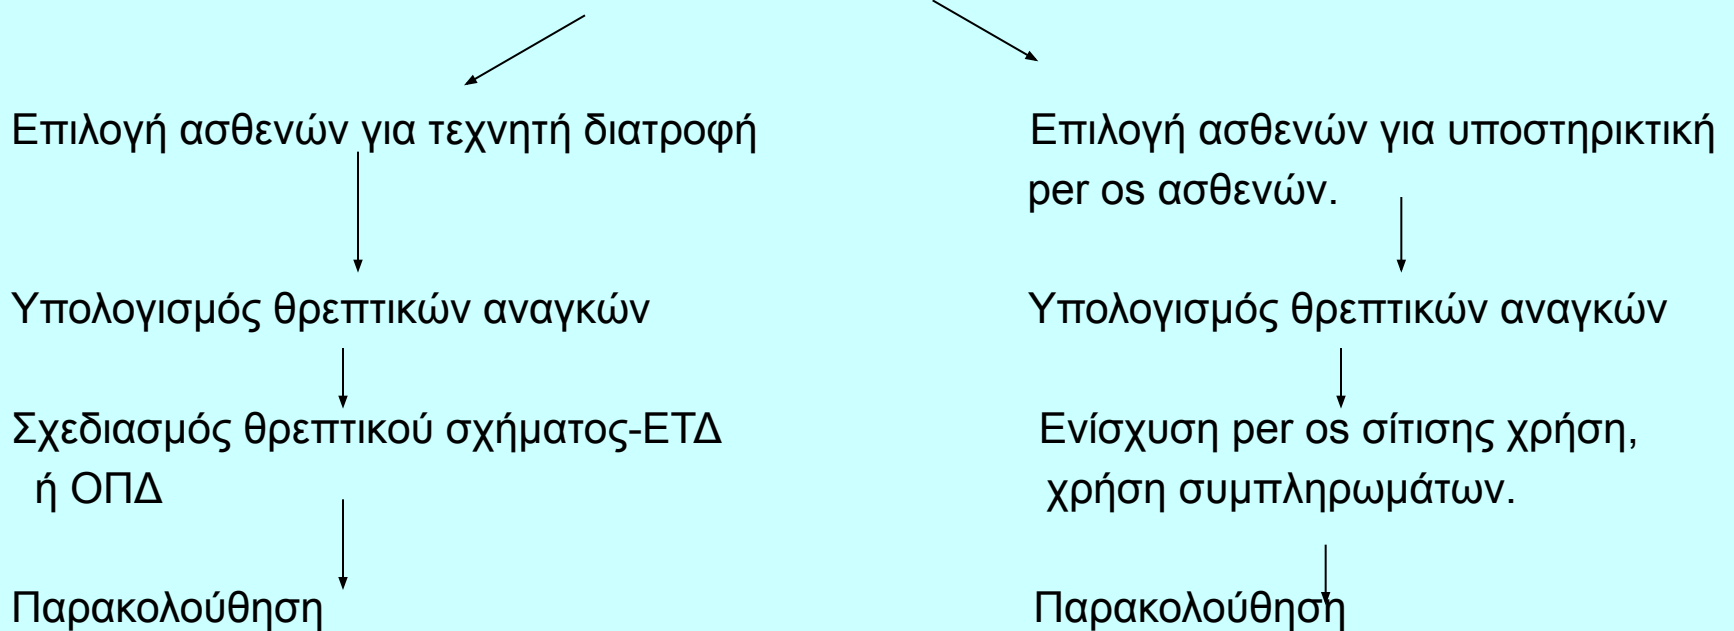 Επιλογή ασθενών για τεχνητή διατροφή
Υπολογισμός θρεπτικών αναγκών
Σχεδιασμός θρεπτικού σχήματος-ΕΤΔ
ή ΟΠΔ
Παρακολούθηση
Επιλογή ασθενών για υποστηρικτική
per os ασθενών.
Υπολογισμός θρεπτικών αναγκών
Ενίσχυση per os σίτισης χρήση,
χρήση συμπληρωμάτων.
Παρακολούθηση